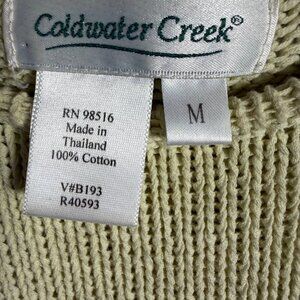 Coldwater Creek®
RN 98516
Made in
Thailand
100% Cotton
V#B193
R40593
M